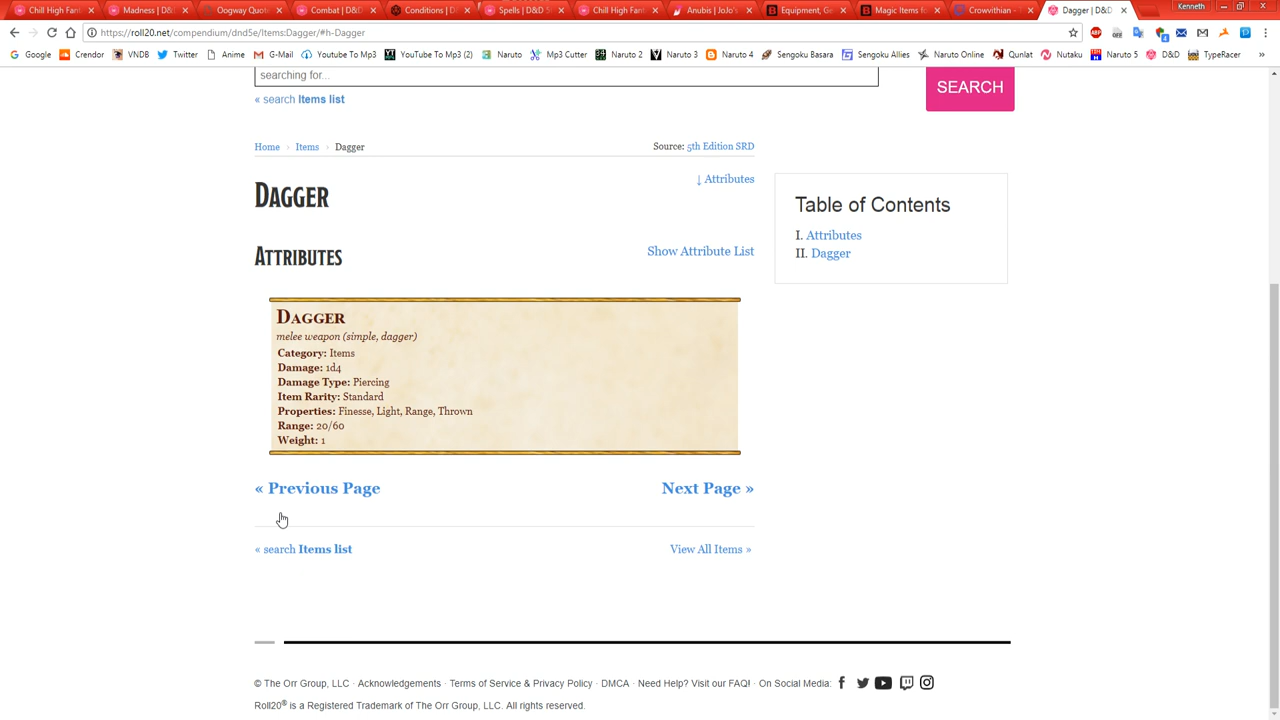 Chill High Fant
Madness | D&D
Oogway Quot
Combat | D&D
Conditions | D
Spells | D&D 5
Chill High Fant
Anubis | JoJo's
Equipment, Ge
Magic Items fo
Crowvithian - T
Dagger | D&D
Kenneth
https://roll20.net/compendium/dnd5e/Items:Dagger/#h-Dagger
Google
Crendor
VNDB
Twitter
Anime
G-Mail
Youtube To Mp3
YouTube To Mp3 (2)
Naruto
Mp3 Cutter
Naruto 2
Naruto 3
Naruto 4
Sengoku Basara
Sengoku Allies
Naruto Online
Qunlat
Nutaku
Naruto 5
D&D
TypeRacer
»
searching for...
SEARCH
« search Items list
Home › Items › Dagger
Source: 5th Edition SRD
↓ Attributes
Dagger
Table of Contents
I. Attributes
II. Dagger
Attributes
Show Attribute List
Dagger
melee weapon (simple, dagger)
Category: Items
Damage: 1d4
Damage Type: Piercing
Item Rarity: Standard
Properties: Finesse, Light, Range, Thrown
Range: 20/60
Weight: 1
« Previous Page
Next Page »
« search Items list
View All Items »
© The Orr Group, LLC · Acknowledgements · Terms of Service & Privacy Policy · DMCA · Need Help? Visit our FAQ! · On Social Media:
Roll20® is a Registered Trademark of The Orr Group, LLC. All rights reserved.